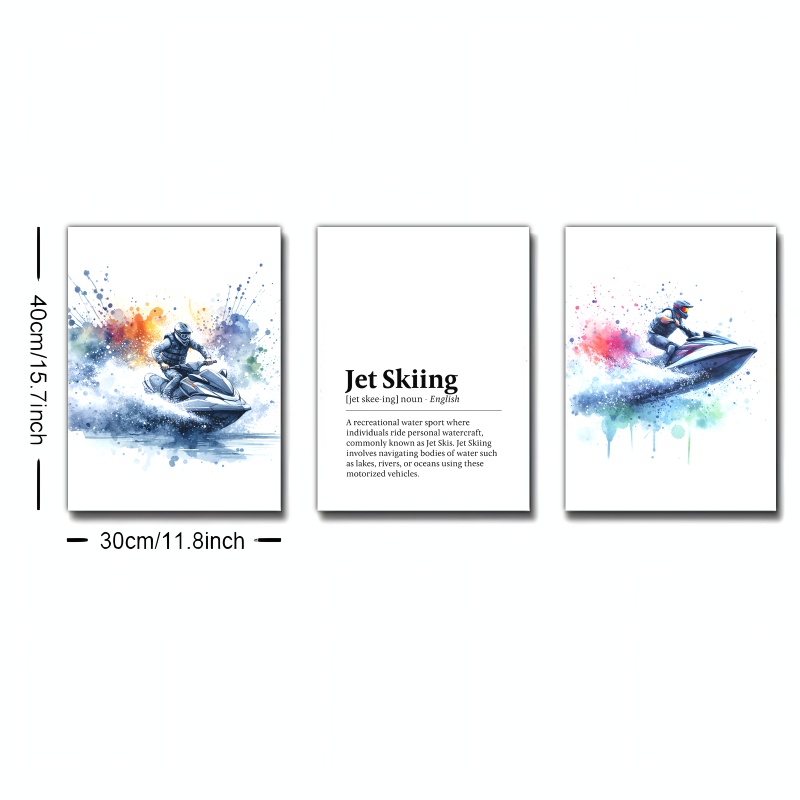 40cm/15.7inch
Jet Skiing
[jet skee-ing] noun · English
A recreational water sport where
individuals ride personal watercraft,
commonly known as Jet Skis. Jet Skiing
involves navigating bodies of water such
as lakes, rivers, or oceans using these
motorized vehicles.
30cm/11.8inch